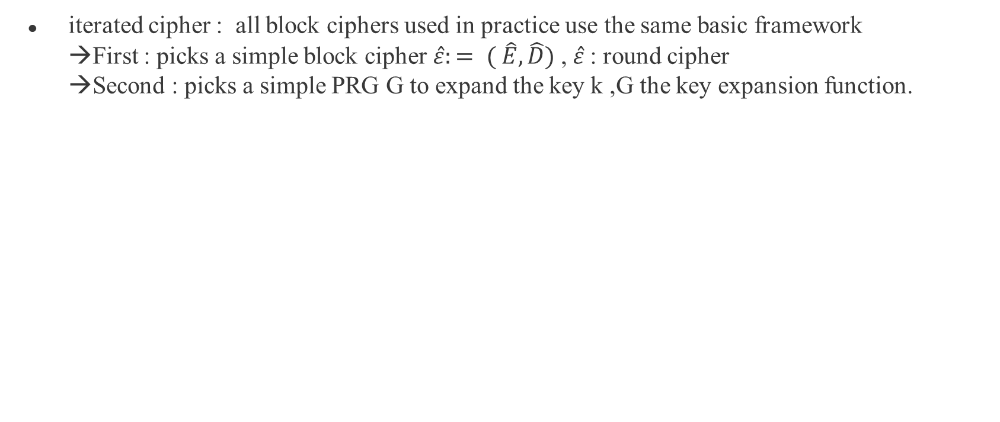 • iterated cipher : all block ciphers used in practice use the same basic framework
→First : picks a simple block cipher ε̂: = ( Ê, D̂) , ε̂ : round cipher
→Second : picks a simple PRG G to expand the key k ,G the key expansion function.